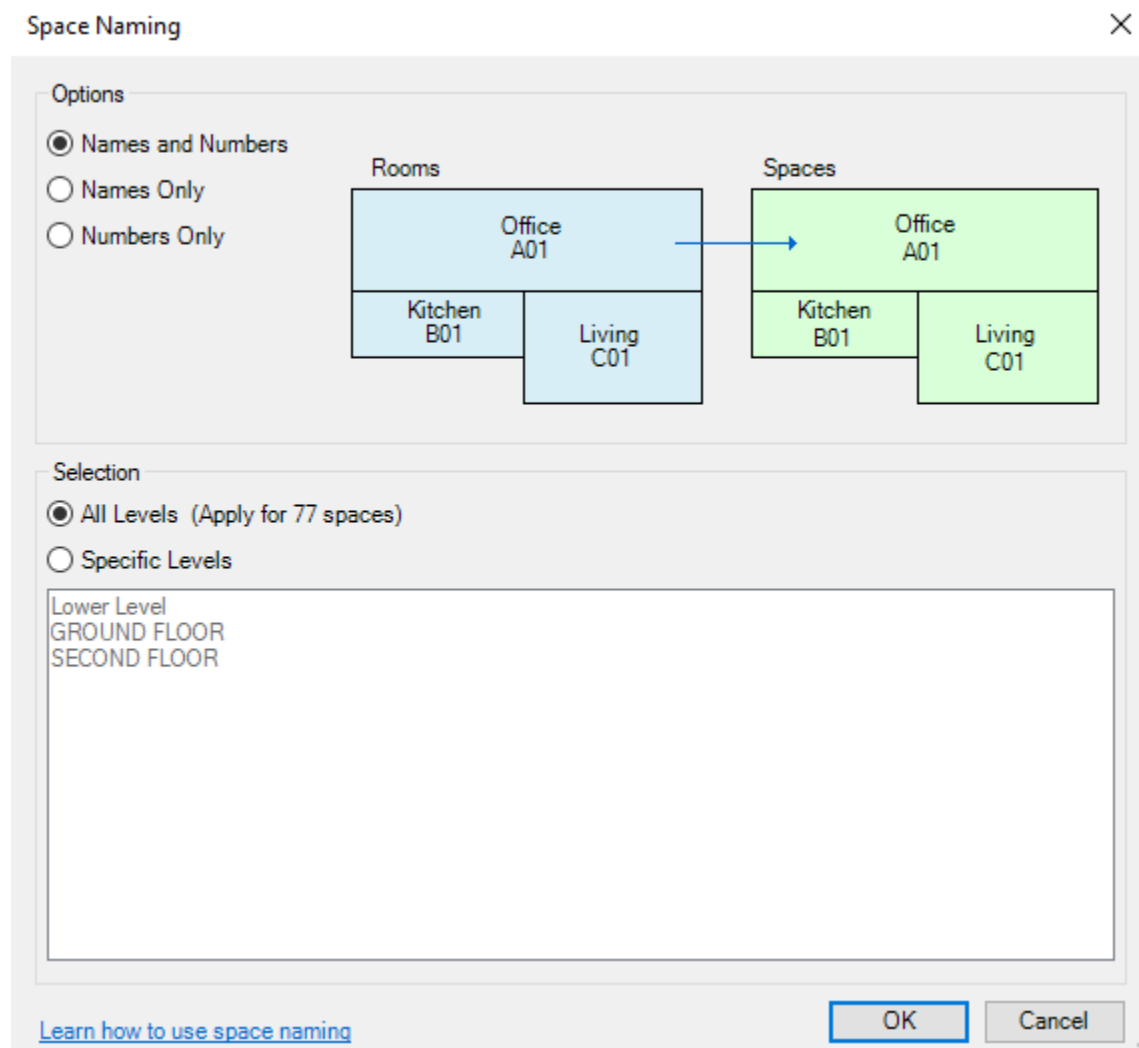 Space Naming
Options
Names and Numbers
Names Only
Numbers Only
Rooms
Office
A01
Kitchen
B01
Living
C01
Spaces
Office
A01
Kitchen
B01
Living
C01
Selection
All Levels  (Apply for 77 spaces)
Specific Levels
Lower Level
GROUND FLOOR
SECOND FLOOR
Learn how to use space naming
OK
Cancel